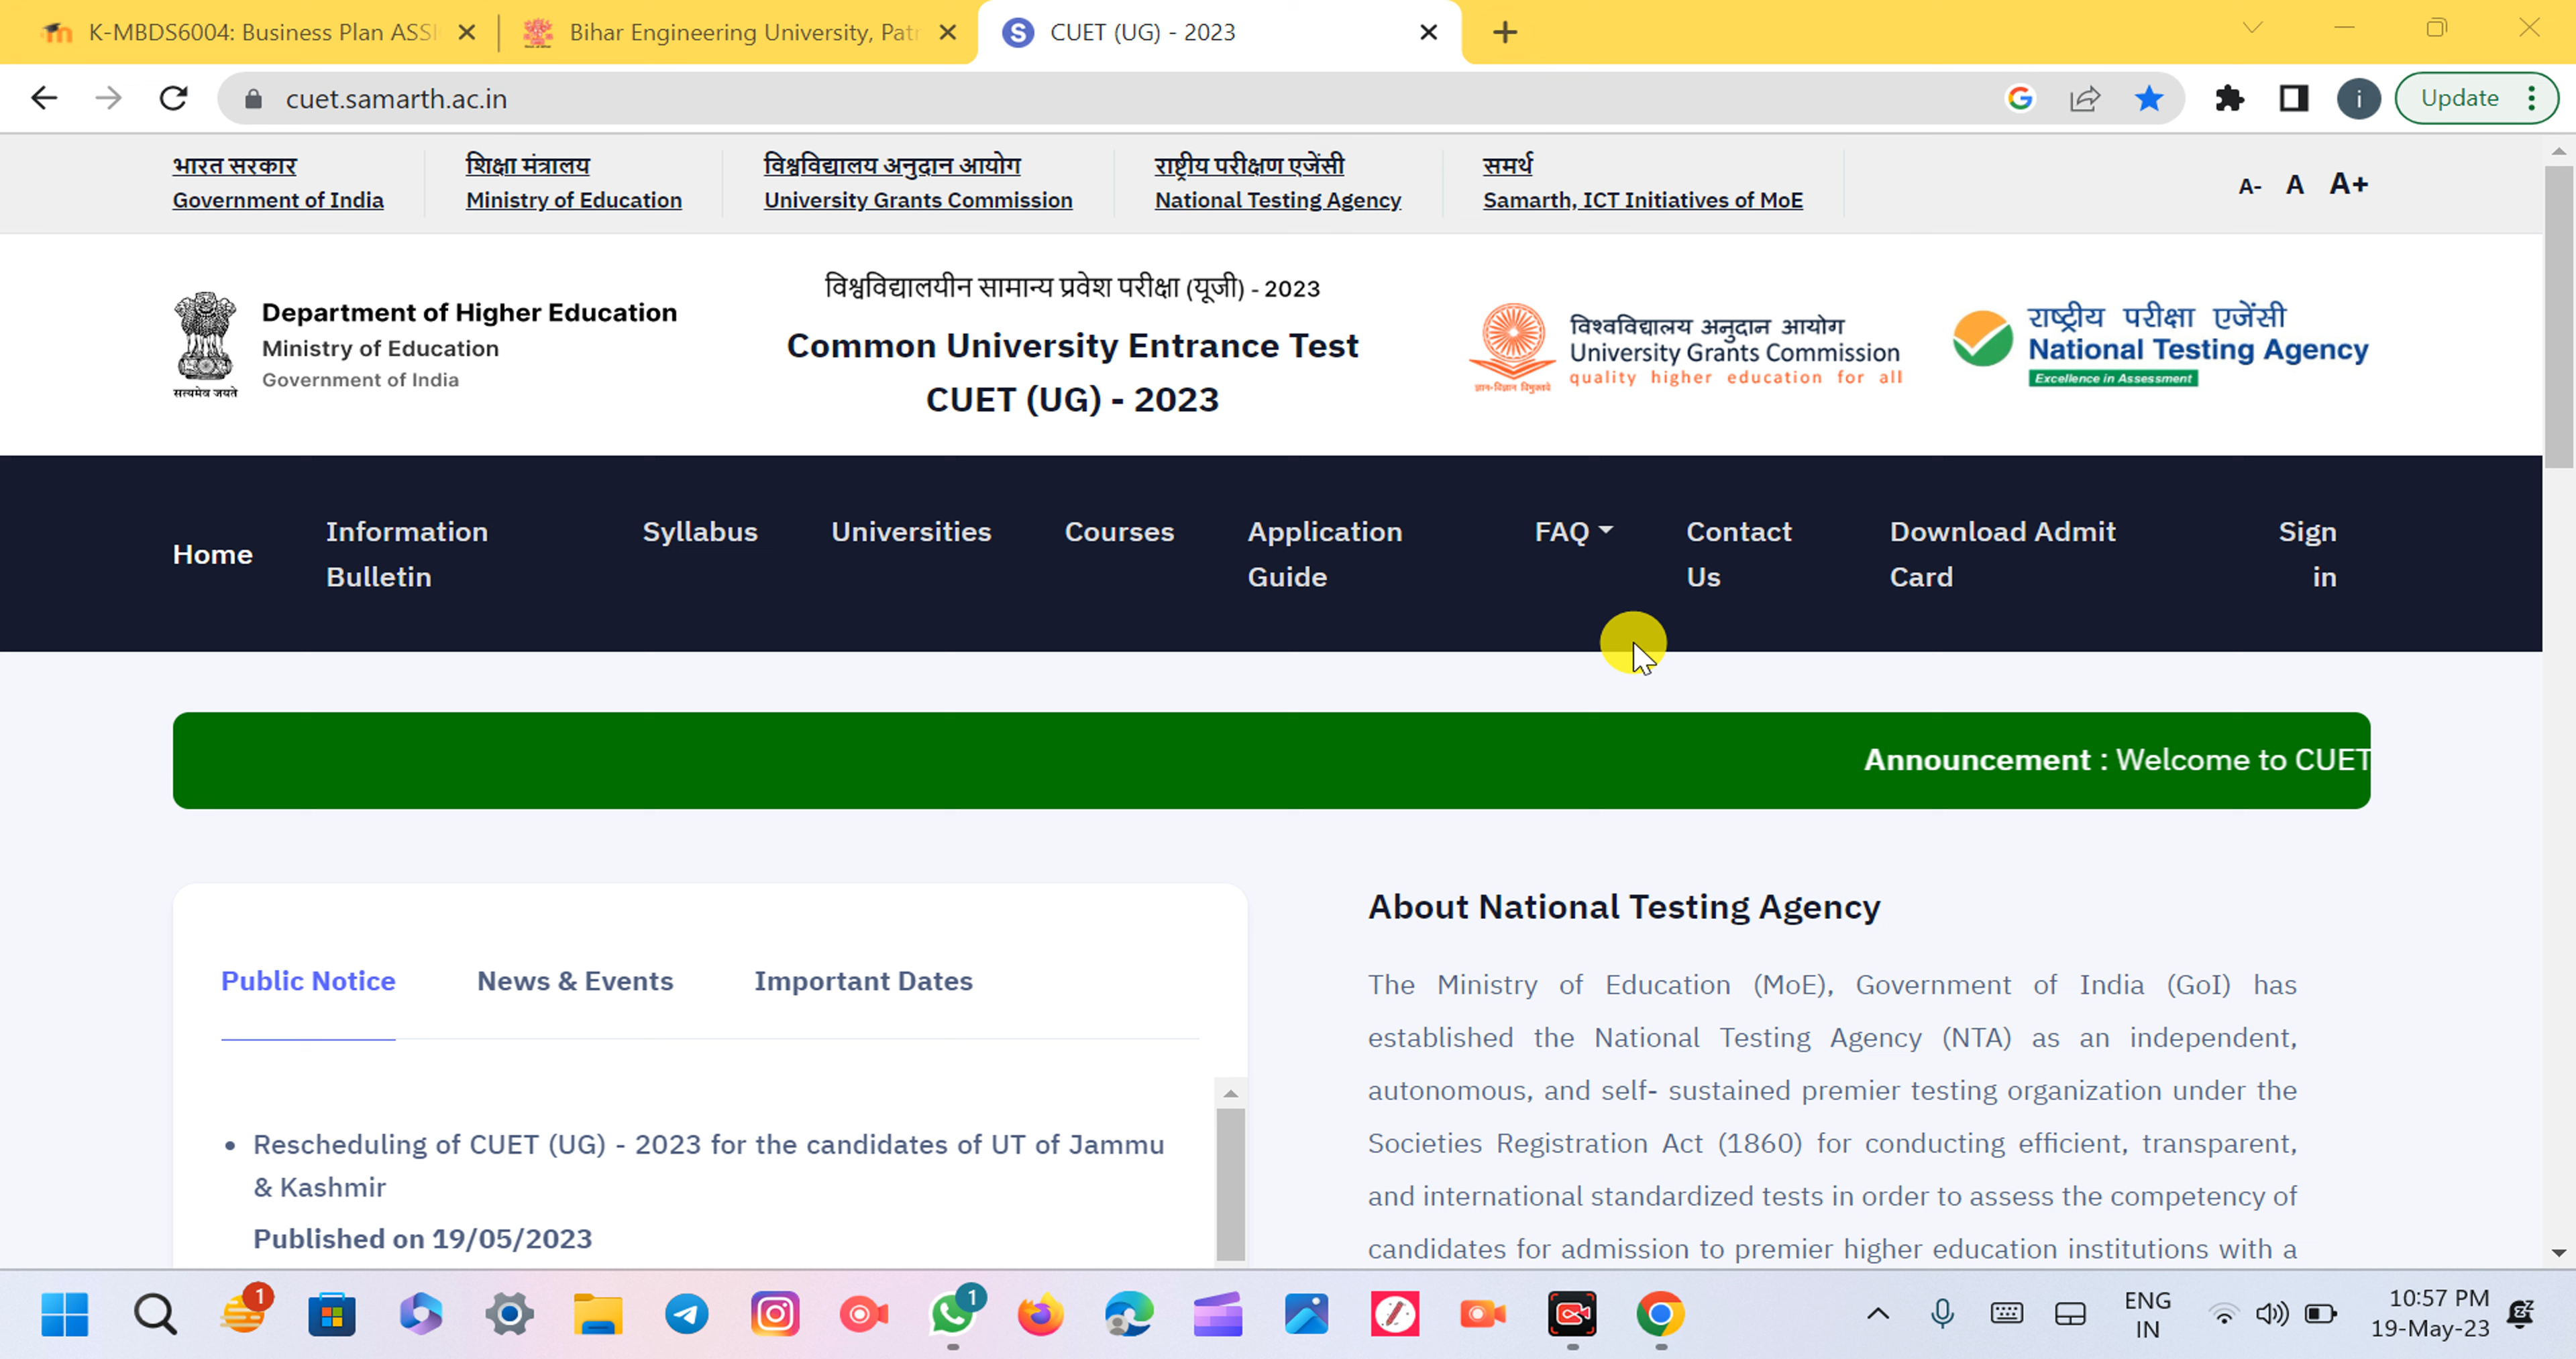 K-MBDS6004: Business Plan ASSI
Bihar Engineering University, Patn
CUET (UG) - 2023
cuet.samarth.ac.in
Update
भारत सरकार
Government of India
शिक्षा मंत्रालय
Ministry of Education
विश्वविद्यालय अनुदान आयोग
University Grants Commission
राष्ट्रीय परीक्षण एजेंसी
National Testing Agency
समर्थ
Samarth, ICT Initiatives of MoE
A- A A+
सत्यमेव जयते
Department of Higher Education
Ministry of Education
Government of India
विश्वविद्यालयीन सामान्य प्रवेश परीक्षा (यूजी) - 2023
Common University Entrance Test
CUET (UG) - 2023
ज्ञान-विज्ञान विमुक्तये
विश्वविद्यालय अनुदान आयोग
University Grants Commission
quality higher education for all
राष्ट्रीय परीक्षा एजेंसी
National Testing Agency
Excellence in Assessment
Home
Information
Bulletin
Syllabus
Universities
Courses
Application
Guide
FAQ
Contact
Us
Download Admit
Card
Sign
in
Announcement : Welcome to CUET
Public Notice
News & Events
Important Dates
Rescheduling of CUET (UG) - 2023 for the candidates of UT of Jammu
& Kashmir
Published on 19/05/2023
About National Testing Agency
The Ministry of Education (MoE), Government of India (GoI) has
established the National Testing Agency (NTA) as an independent,
autonomous, and self- sustained premier testing organization under the
Societies Registration Act (1860) for conducting efficient, transparent,
and international standardized tests in order to assess the competency of
candidates for admission to premier higher education institutions with a
1
1
ENG
IN
10:57 PM
19-May-23